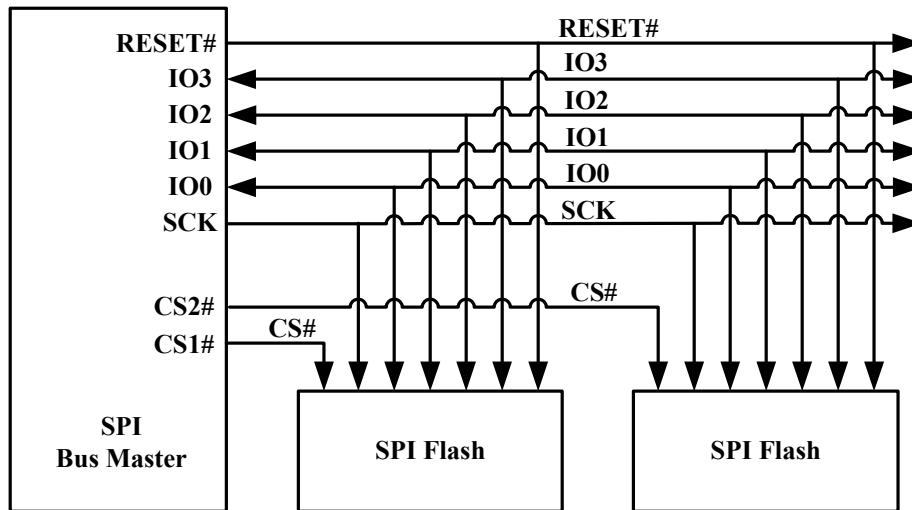 RESET# RESET#
IO3 IO3
IO2 IO2
IO1 IO1
IO0 IO0
SCK SCK
CS2# CS#
CS1# CS#
SPI
Bus Master
SPI Flash SPI Flash